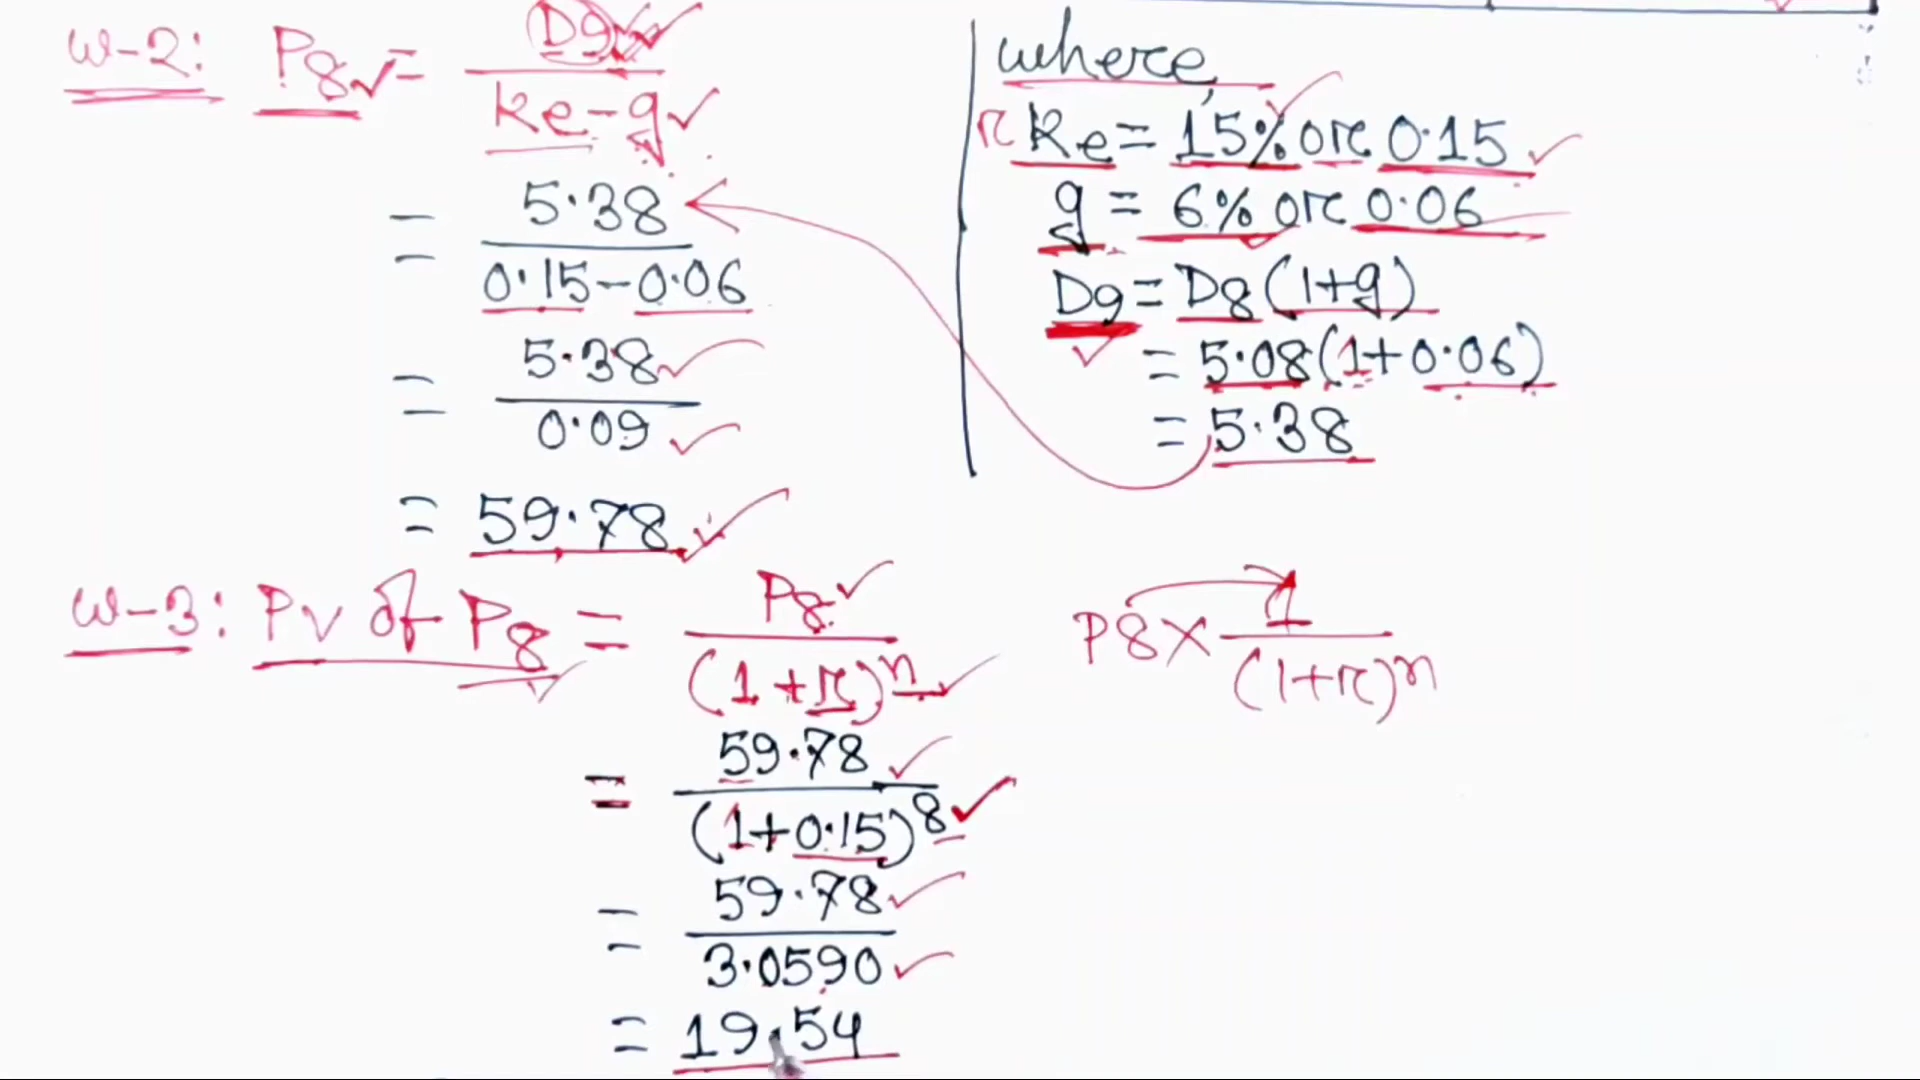 W-2: P8 = D9 / Ke-g
= 5.38 / 0.15-0.06
= 5.38 / 0.09
= 59.78
where,
r Ke = 15% or 0.15
g = 6% or 0.06
D9 = D8 (1+g)
= 5.08 (1+0.06)
= 5.38
W-3: PV of P8 = P8 / (1+r)^n
P8 × 1 / (1+r)^n
= 59.78 / (1+0.15)^8
= 59.78 / 3.0590
= 19.54